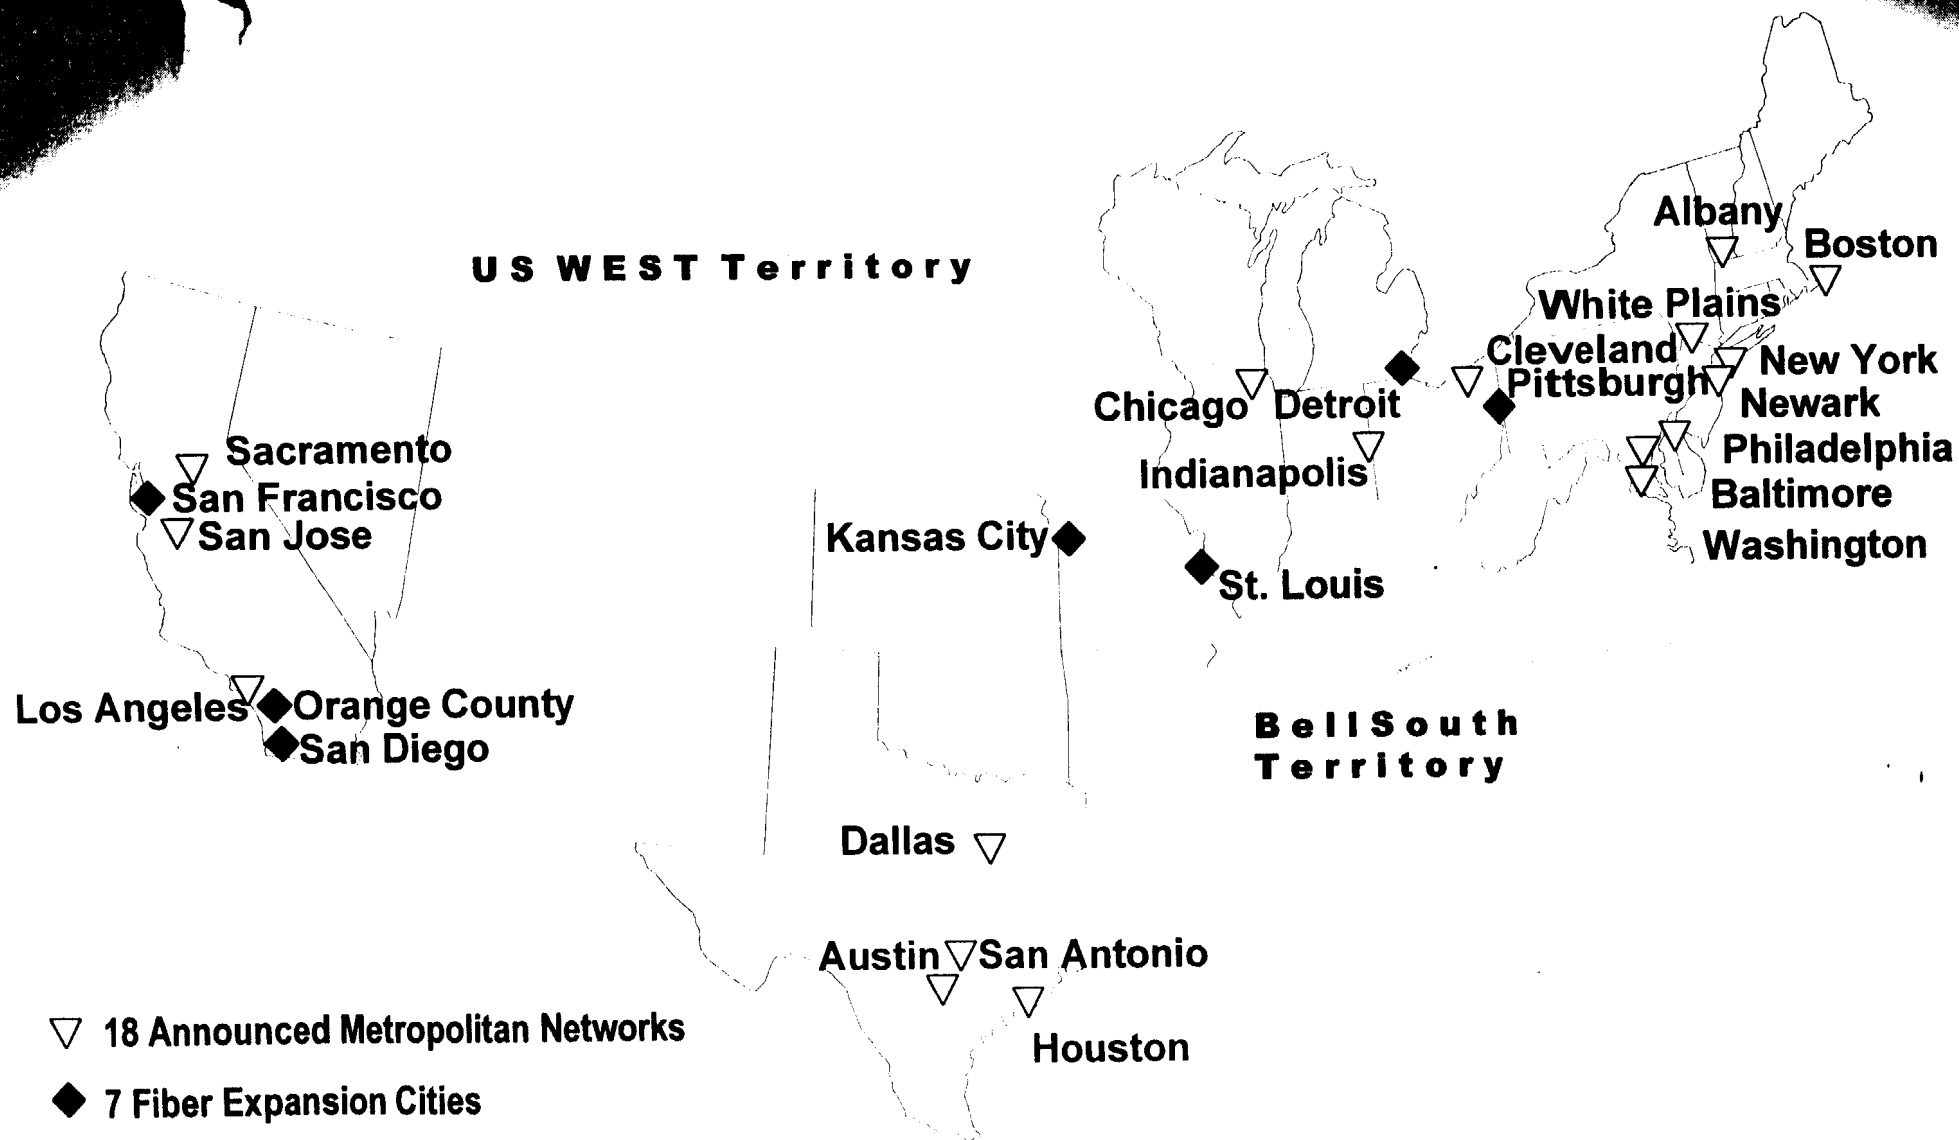 Albany
Boston
US WEST Territory
White Plains
Cleveland
New York
Pittsburgh
Newark
Chicago
Detroit
Sacramento
Philadelphia
Indianapolis
San Francisco
Baltimore
San Jose
Kansas City
Washington
St. Louis
Los Angeles
Orange County
San Diego
BellSouth
Territory
Dallas
Austin
San Antonio
Houston
18 Announced Metropolitan Networks
7 Fiber Expansion Cities